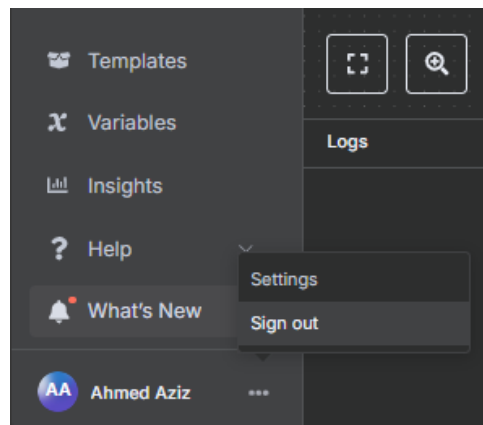 Templates
x Variables
Logs
Insights
? Help
Settings
What's New
Sign out
AA Ahmed Aziz ...